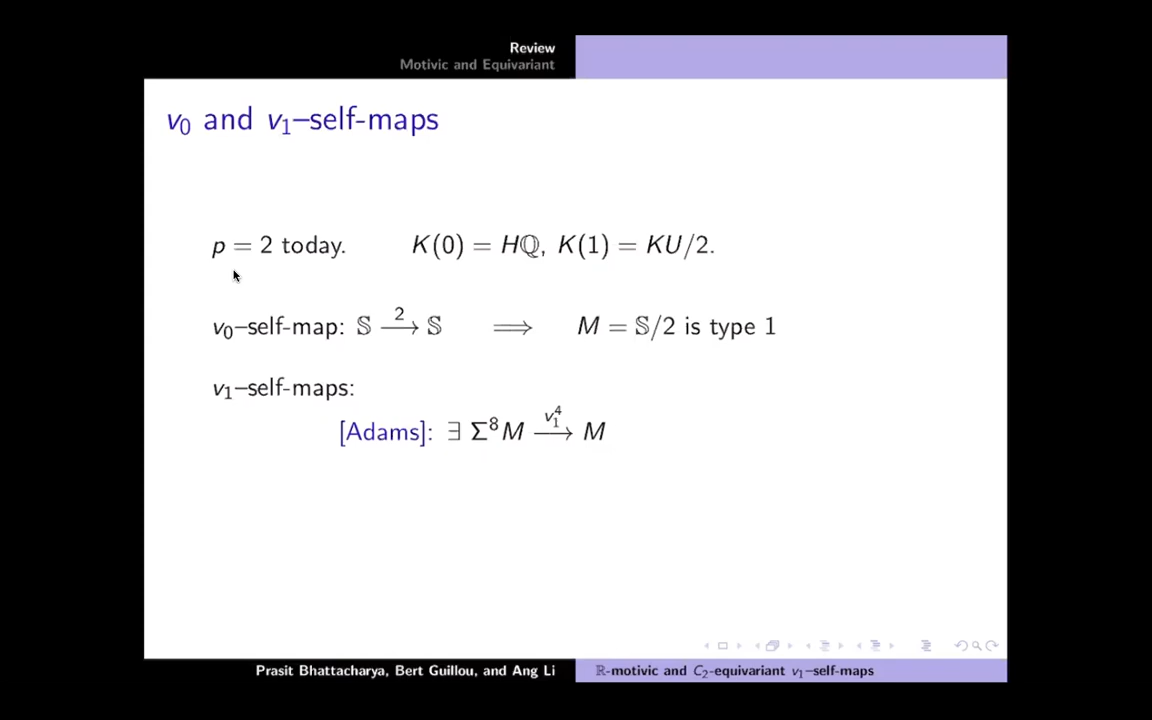 Review
Motivic and Equivariant
v₀ and v₁–self-maps
p = 2 today. K(0) = Hℚ, K(1) = KU/2.
v₀–self-map: 𝕊 —2→ 𝕊 ⟹ M = 𝕊/2 is type 1
v₁–self-maps:
[Adams]: ∃ Σ⁸M —v₁⁴→ M
Prasit Bhattacharya, Bert Guillou, and Ang Li
ℝ-motivic and C₂-equivariant v₁–self-maps